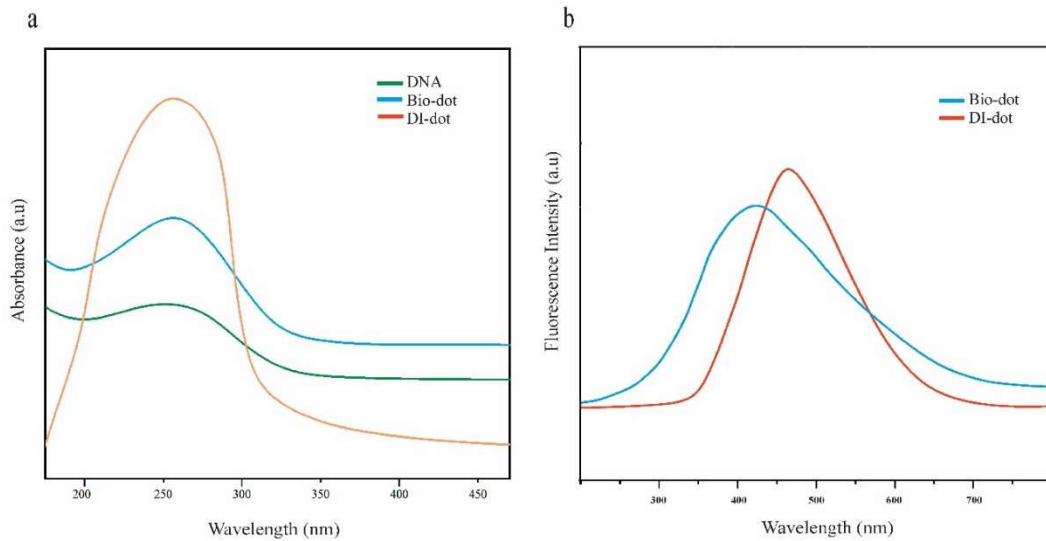 a
DNA
Bio-dot
DI-dot
Absorbance (a.u)
200 250 300 350 400 450
Wavelength (nm)
b
Bio-dot
DI-dot
Fluorescence Intensity (a.u)
300 400 500 600 700
Wavelength (nm)